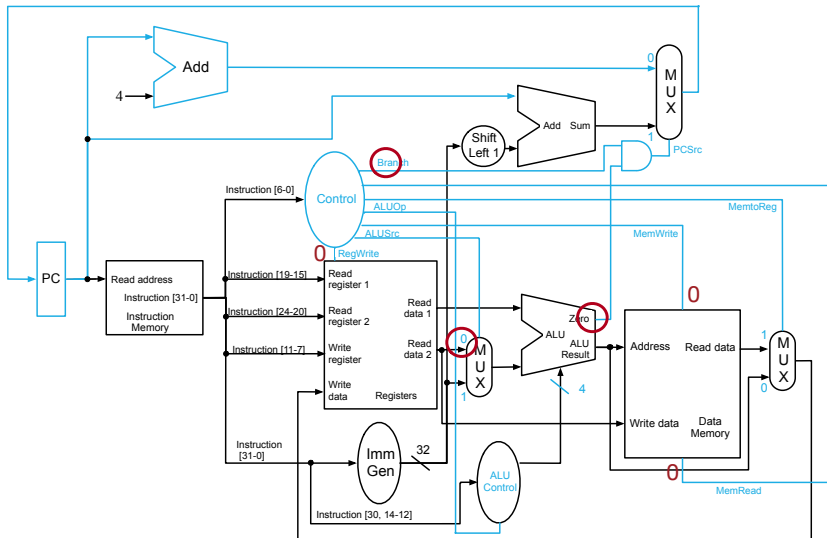 Add
4
0
M
U
X
1
Add Sum
Shift
Left 1
PCSrc
Branch
Instruction [6-0]
Control
ALUOp
MemtoReg
ALUSrc
MemWrite
0
RegWrite
PC
Read address
Instruction [31-0]
Instruction
Memory
Instruction [19-15]
Read
register 1
Instruction [24-20]
Read
register 2
Instruction [11-7]
Write
register
Write
data
Registers
Read
data 1
Read
data 2
0
M
U
X
1
Zero
ALU
ALU
Result
4
0
Address
Read data
Write data
Data
Memory
0
MemRead
1
M
U
X
0
Instruction
[31-0]
Imm
Gen
32
ALU
Control
Instruction [30, 14-12]